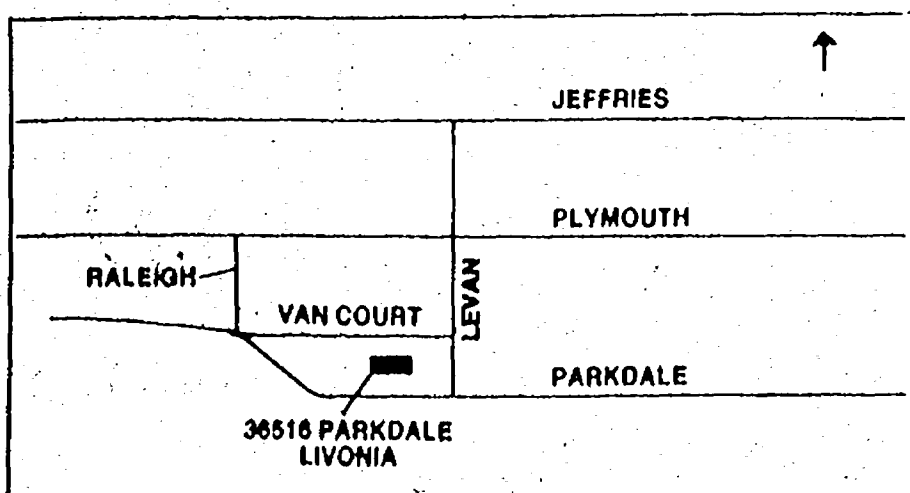 JEFFRIES
PLYMOUTH
RALEIGH
LEVAN
VAN COURT
PARKDALE
36516 PARKDALE
LIVONIA